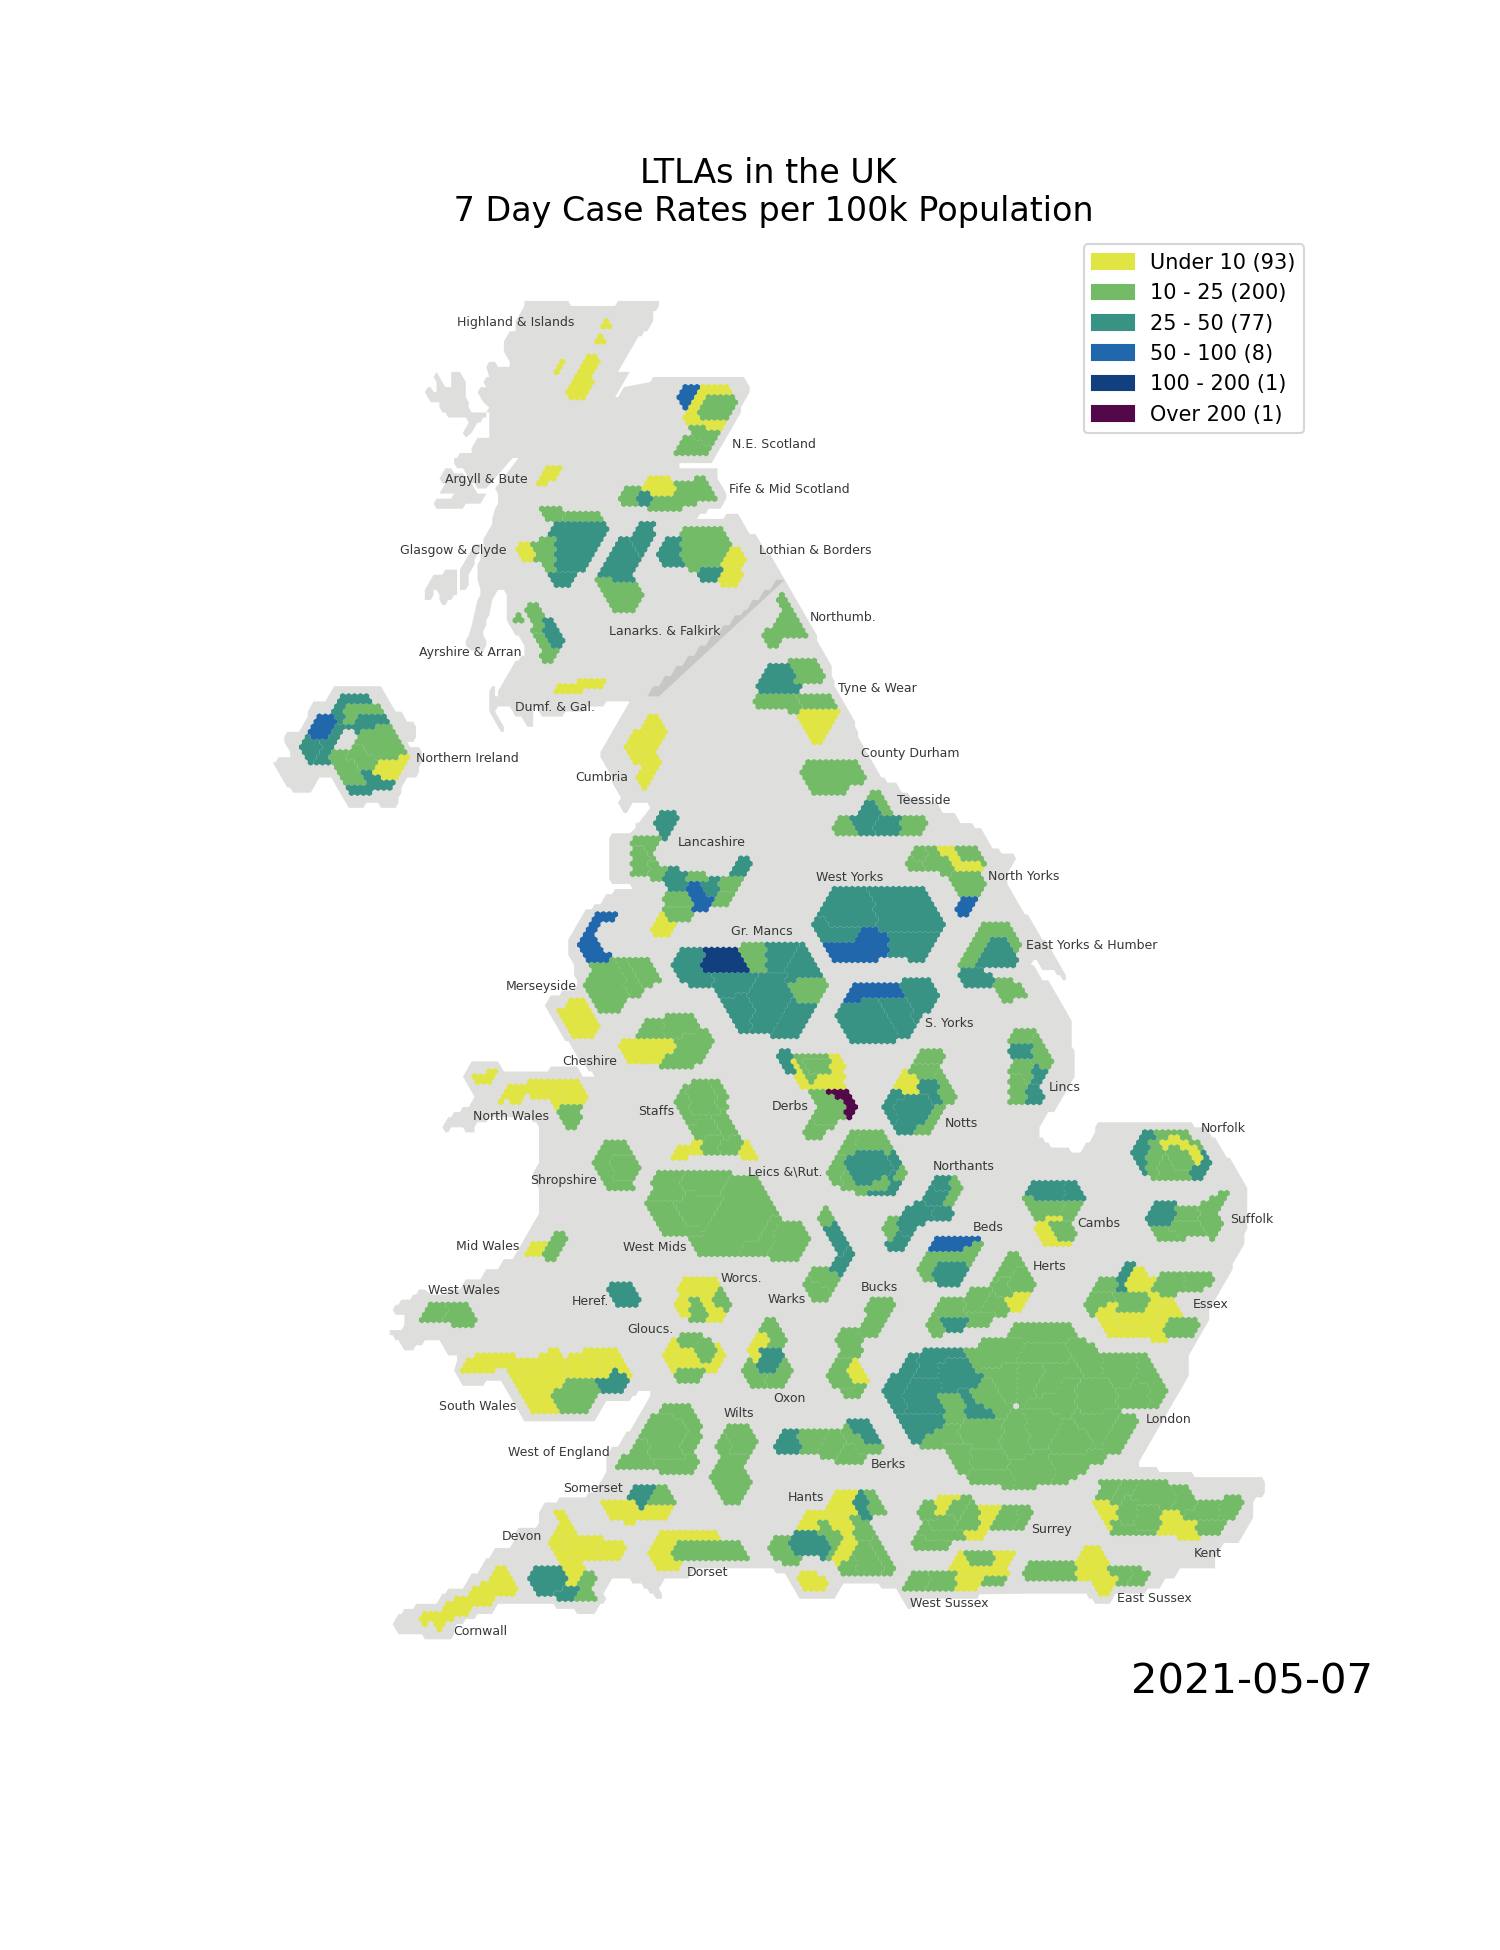 LTLAs in the UK
7 Day Case Rates per 100k Population
Under 10 (93)
10 - 25 (200)
25 - 50 (77)
50 - 100 (8)
100 - 200 (1)
Over 200 (1)
Highland & Islands
N.E. Scotland
Argyll & Bute
Fife & Mid Scotland
Glasgow & Clyde
Lothian & Borders
Northumb.
Lanarks. & Falkirk
Ayrshire & Arran
Tyne & Wear
Dumf. & Gal.
County Durham
Northern Ireland
Cumbria
Teesside
Lancashire
West Yorks
North Yorks
Gr. Mancs
East Yorks & Humber
Merseyside
S. Yorks
Cheshire
Lincs
North Wales
Staffs
Derbs
Notts
Norfolk
Shropshire
Leics &\Rut.
Northants
Suffolk
Cambs
Beds
Mid Wales
West Mids
Herts
Worcs.
Bucks
West Wales
Heref.
Warks
Essex
Gloucs.
Oxon
South Wales
Wilts
London
West of England
Berks
Somerset
Hants
Surrey
Devon
Kent
Dorset
West Sussex
East Sussex
Cornwall
2021-05-07